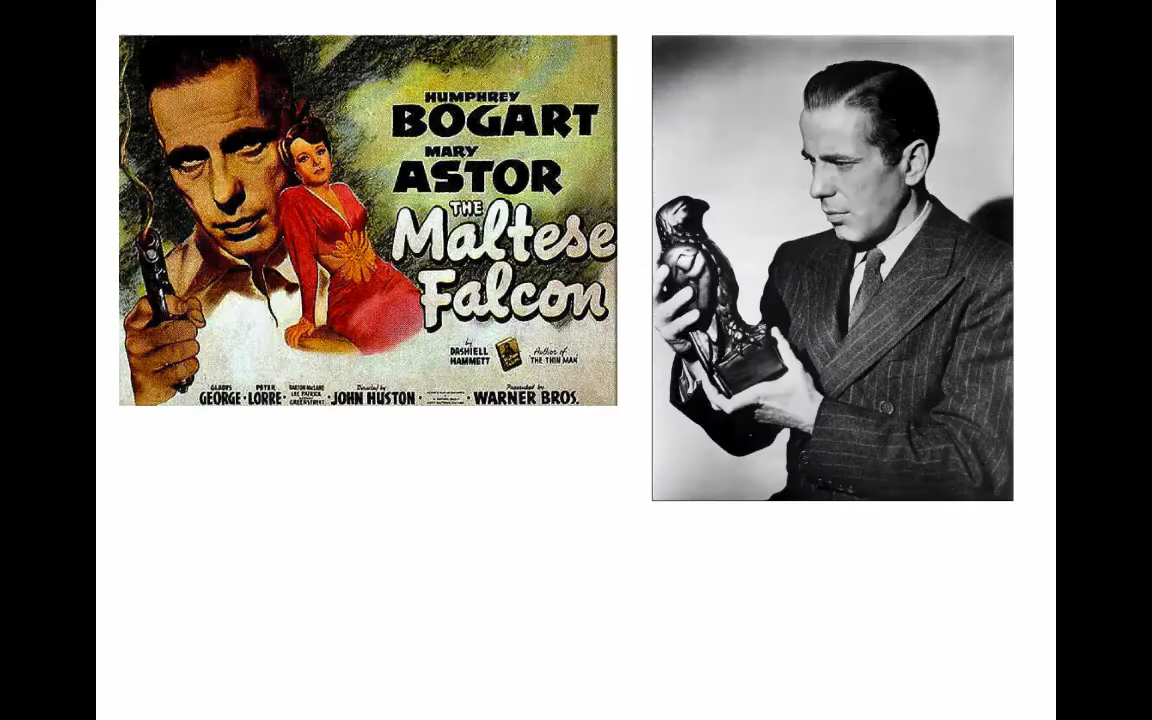 HUMPHREY
BOGART
MARY
ASTOR
THE
Maltese
Falcon
by
DASHIELL
HAMMETT
Author of
THE THIN MAN
GLADYS
GEORGE
PETER
LORRE
BARTON MacLANE
LEE PATRICK
GREENSTREET
Directed by
JOHN HUSTON
Presented by
WARNER BROS.